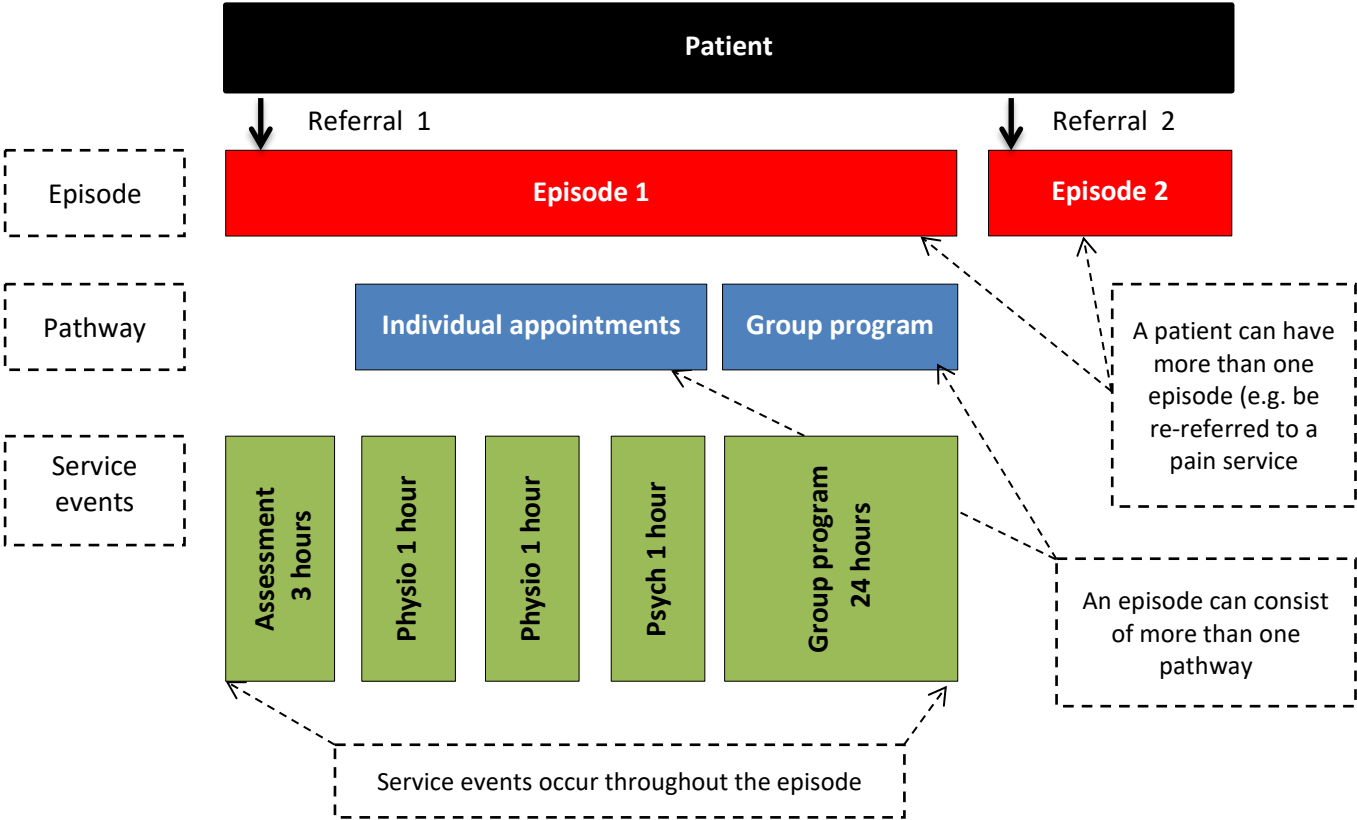 Patient
Referral 1
Referral 2
Episode
Episode 1
Episode 2
Pathway
Individual appointments
Group program
A patient can have
more than one
episode (e.g. be
re-referred to a
pain service
Service
events
Assessment
3 hours
Physio 1 hour
Physio 1 hour
Psych 1 hour
Group program
24 hours
An episode can consist
of more than one
pathway
Service events occur throughout the episode